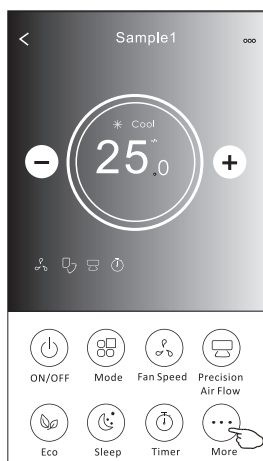 Sample1
Cool
25.0
ON/OFF Mode Fan Speed Precision
Air Flow
Eco Sleep Timer More